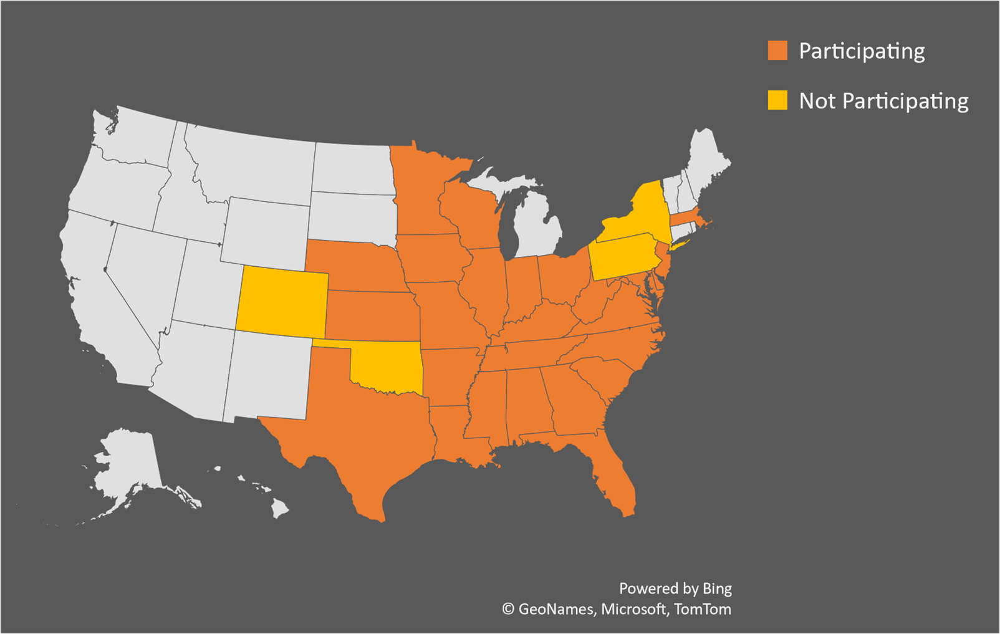 Participating
Not Participating
Powered by Bing
© GeoNames, Microsoft, TomTom